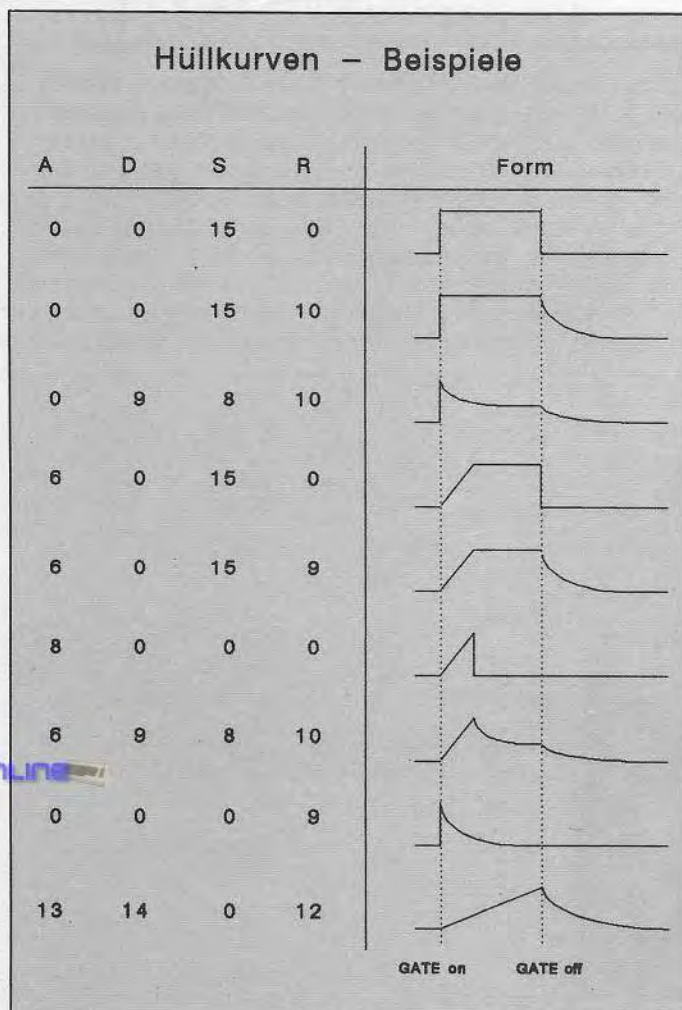 Hüllkurven – Beispiele
A D S R Form
0 0 15 0
0 0 15 10
0 9 8 10
6 0 15 0
6 0 15 9
8 0 0 0
6 9 8 10
0 0 0 9
13 14 0 12
GATE on GATE off